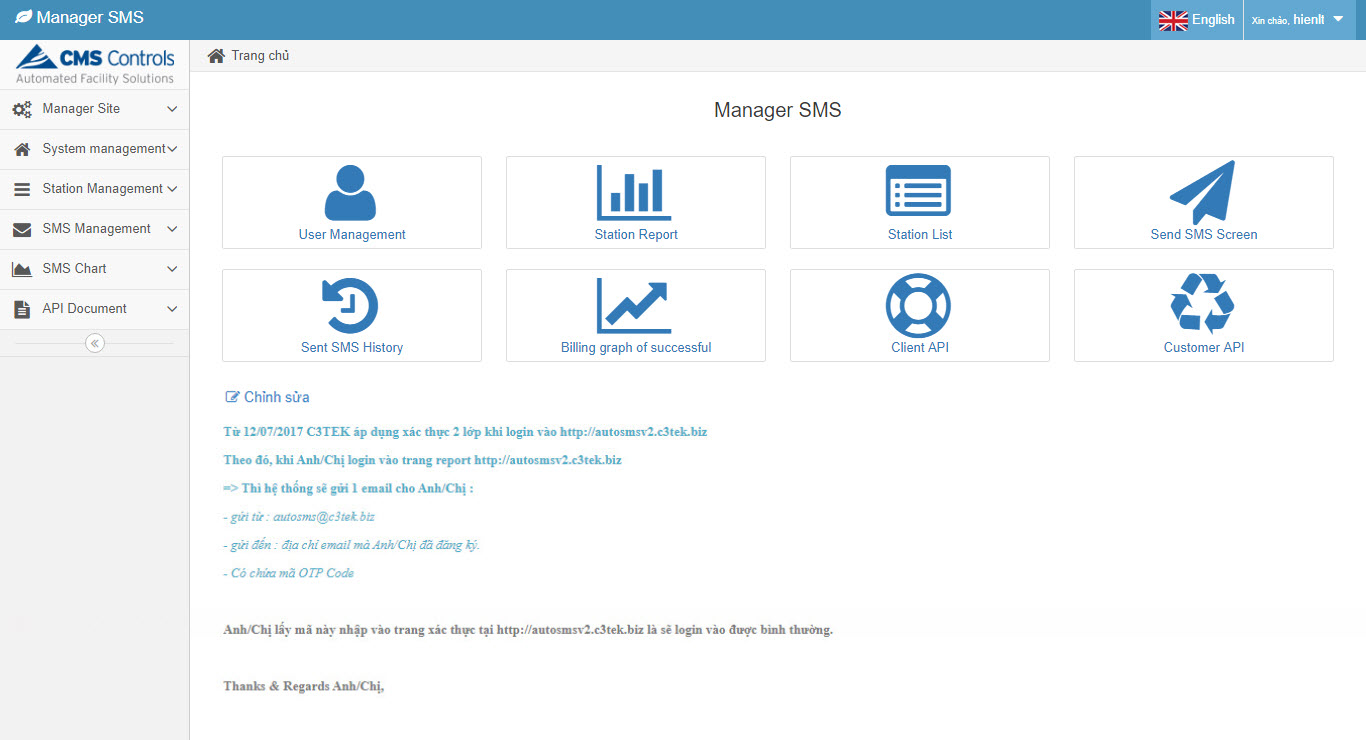 Manager SMS
English
Xin chào, hienlt
CMS Controls
Automated Facility Solutions
Trang chủ
Manager Site
System management
Station Management
SMS Management
SMS Chart
API Document
Manager SMS
User Management
Station Report
Station List
Send SMS Screen
Sent SMS History
Billing graph of successful
Client API
Customer API
Chỉnh sửa
Từ 12/07/2017 C3TEK áp dụng xác thực 2 lớp khi login vào http://autosmsv2.c3tek.biz
Theo đó, khi Anh/Chị login vào trang report http://autosmsv2.c3tek.biz
=> Thì hệ thống sẽ gửi 1 email cho Anh/Chị :
- gửi từ : autosms@c3tek.biz
- gửi đến : địa chỉ email mà Anh/Chị đã đăng ký.
- Có chứa mã OTP Code
Anh/Chị lấy mã này nhập vào trang xác thực tại http://autosmsv2.c3tek.biz là sẽ login vào được bình thường.
Thanks & Regards Anh/Chị,